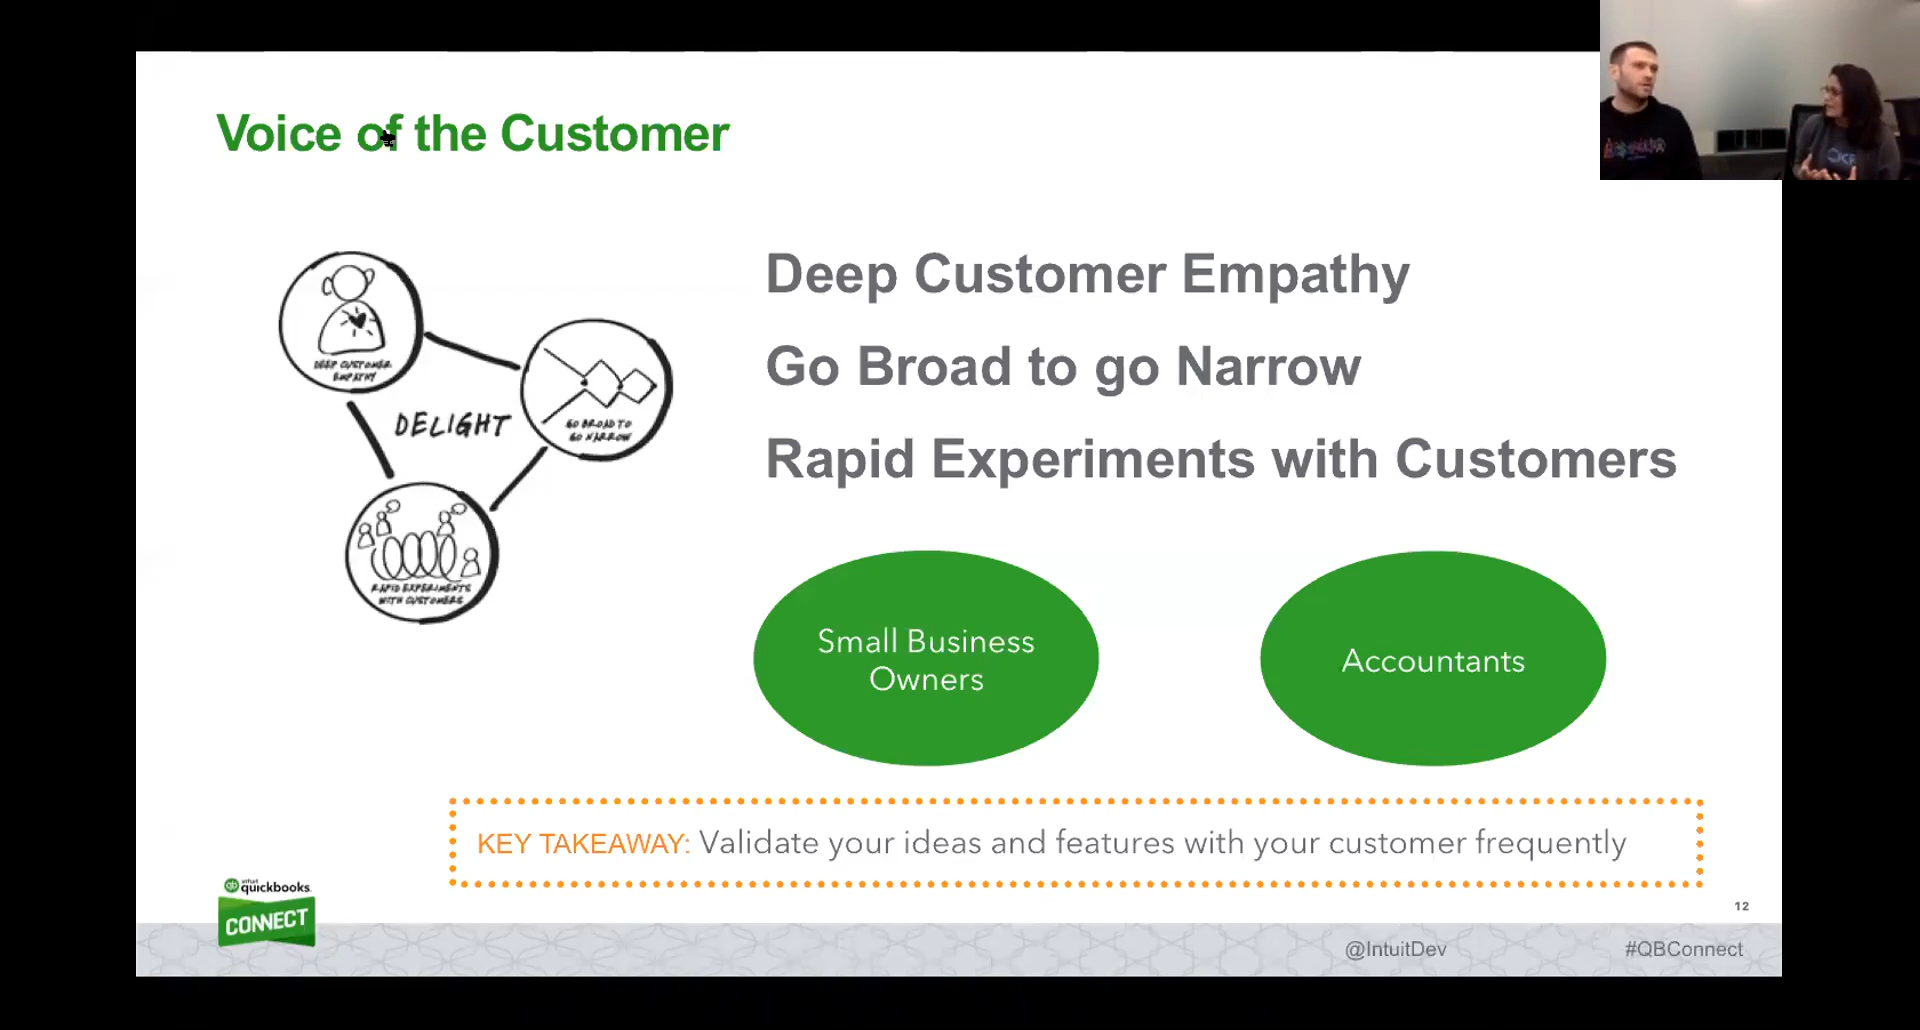 Voice of the Customer
DEEP CUSTOMER
EMPATHY
DELIGHT
GO BROAD TO
GO NARROW
RAPID EXPERIMENTS
WITH CUSTOMERS
Deep Customer Empathy
Go Broad to go Narrow
Rapid Experiments with Customers
Small Business
Owners
Accountants
KEY TAKEAWAY: Validate your ideas and features with your customer frequently
intuit
qb quickbooks.
CONNECT
12
@IntuitDev
#QBConnect